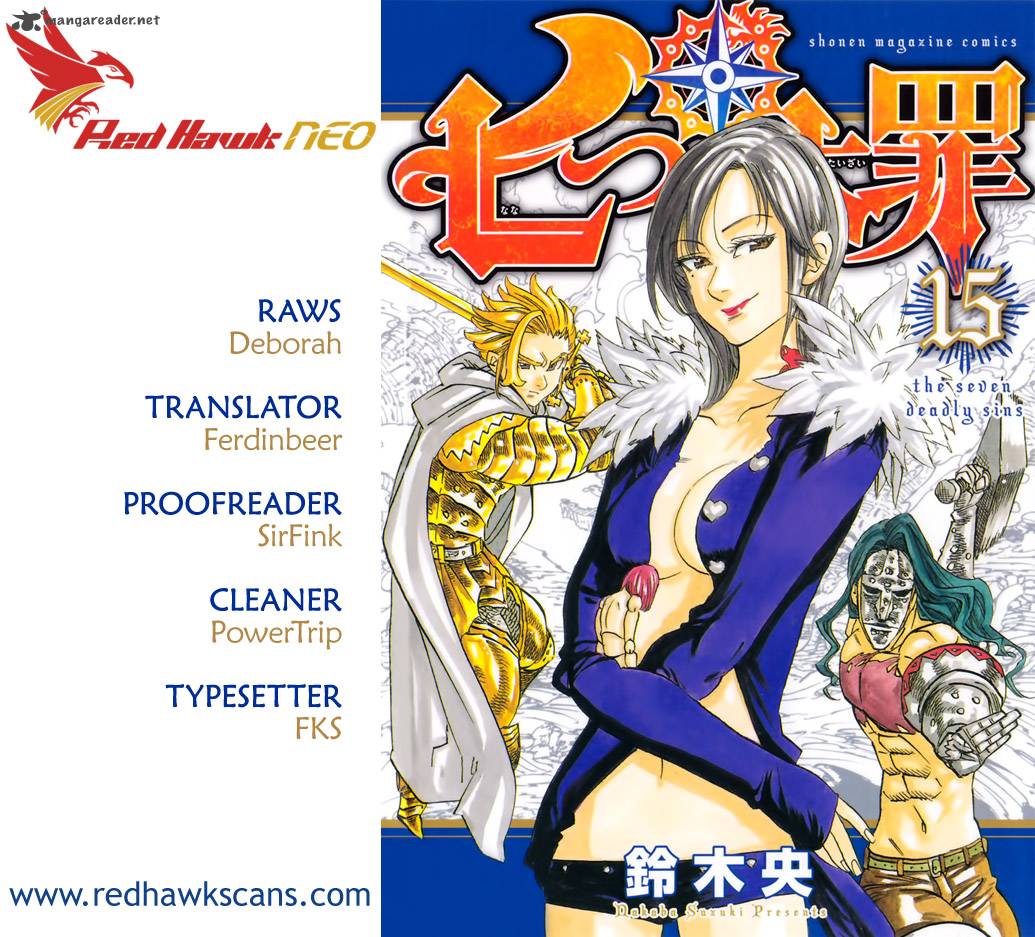 mangareader.net
Red Hawk NEO
RAWS
Deborah
TRANSLATOR
Ferdinbeer
PROOFREADER
SirFink
CLEANER
PowerTrip
TYPESETTER
FKS
www.redhawkscans.com
shonen magazine comics
七つの大罪
なな
たいざい
15
the seven
deadly sins
鈴木央
Nakaba Suzuki Presents